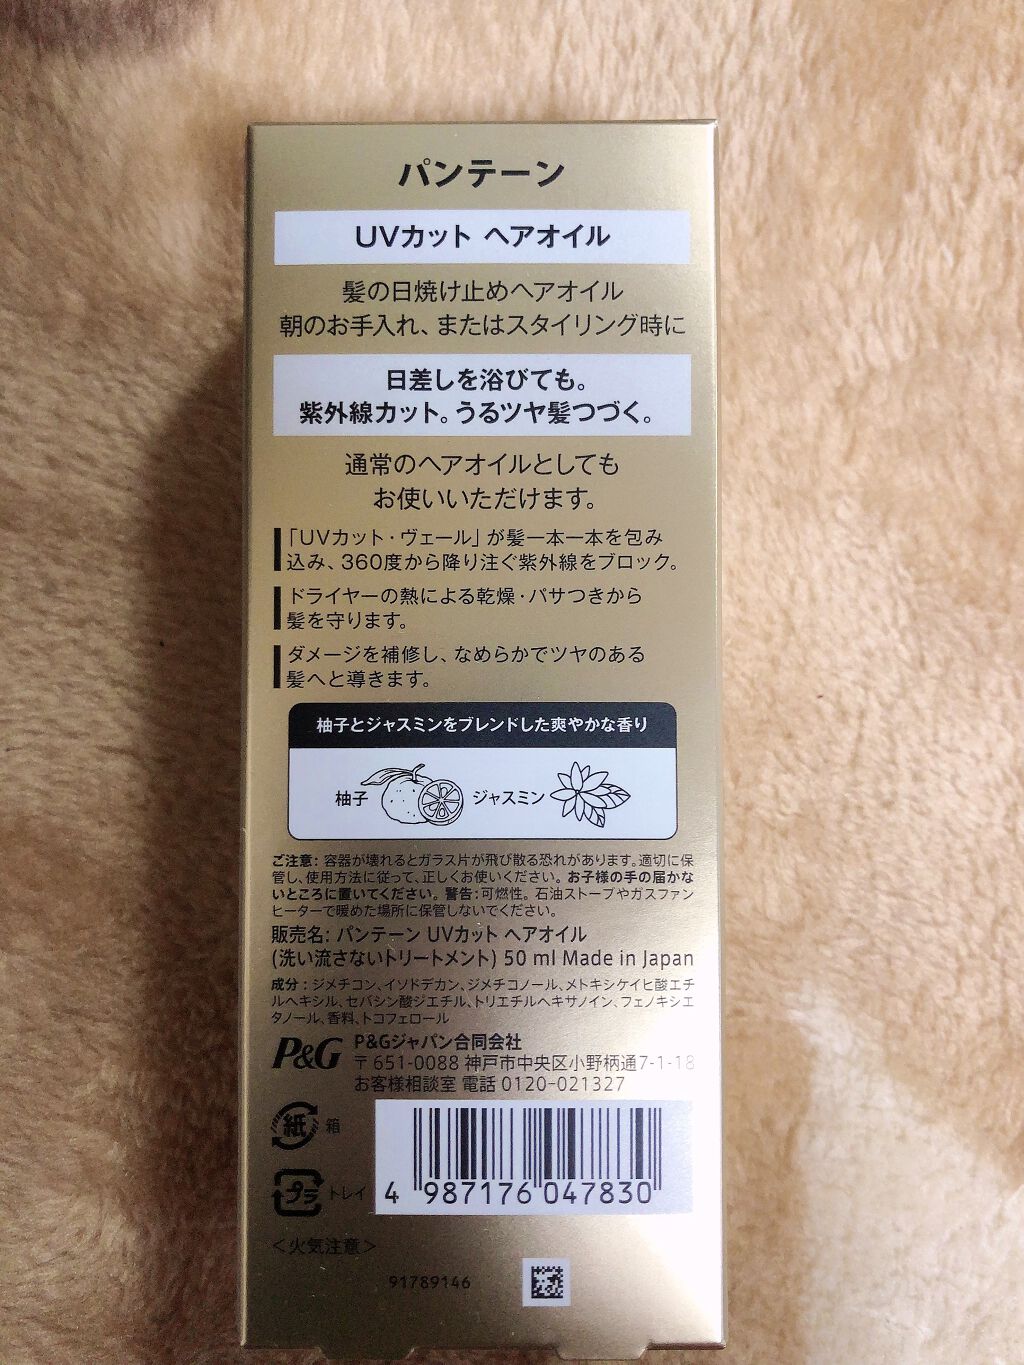 パンテーン
UVカット ヘアオイル
髪の日焼け止めヘアオイル
朝のお手入れ、またはスタイリング時に
日差しを浴びても。
紫外線カット。うるツヤ髪つづく。
通常のヘアオイルとしても
お使いいただけます。
「UVカット・ヴェール」が髪一本一本を包み
込み、360度から降り注ぐ紫外線をブロック。
ドライヤーの熱による乾燥・パサつきから
髪を守ります。
ダメージを補修し、なめらかでツヤのある
髪へと導きます。
柚子とジャスミンをブレンドした爽やかな香り
柚子 ジャスミン
ご注意: 容器が壊れるとガラス片が飛び散る恐れがあります。適切に保
管し、使用方法に従って、正しくお使いください。お子様の手の届かな
いところに置いてください。警告:可燃性。石油ストーブやガスファン
ヒーターで暖めた場所に保管しないでください。
販売名: パンテーン UVカット ヘアオイル
(洗い流さないトリートメント) 50 ml Made in Japan
成分：ジメチコン、イソドデカン、ジメチコノール、メトキシケイヒ酸エチ
ルヘキシル、セバシン酸ジエチル、トリエチルヘキサノイン、フェノキシエ
タノール、香料、トコフェロール
P&G P&Gジャパン合同会社
〒651-0088 神戸市中央区小野柄通7-1-18
お客様相談室 電話 0120-021327
紙 箱
プラ トレイ
4 987176 047830
＜火気注意＞
91789146